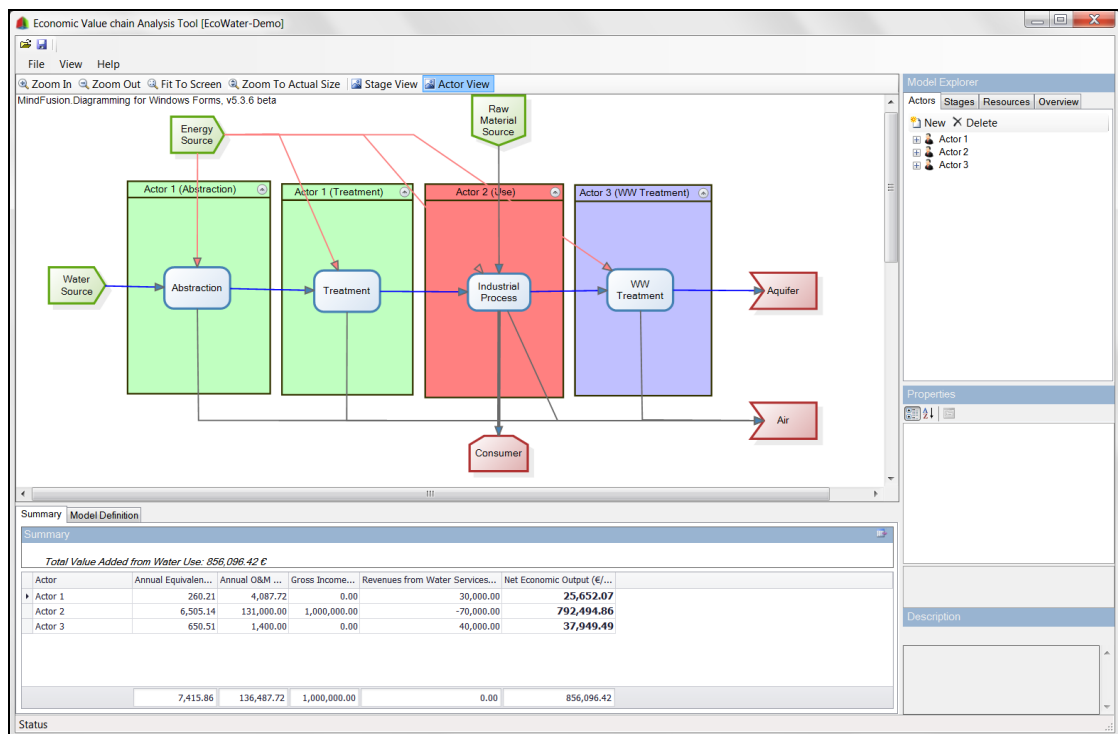 Economic Value chain Analysis Tool [EcoWater-Demo]
File View Help
Zoom In Zoom Out Fit To Screen Zoom To Actual Size Stage View Actor View
MindFusion.Diagramming for Windows Forms, v5.3.6 beta
Energy
Source
Raw
Material
Source
Actor 1 (Abstraction)
Actor 1 (Treatment)
Actor 2 (Use)
Actor 3 (WW Treatment)
Water
Source
Abstraction
Treatment
Industrial
Process
WW
Treatment
Aquifer
Air
Consumer
Model Explorer
Actors Stages Resources Overview
New Delete
Actor 1
Actor 2
Actor 3
Properties
Description
Summary Model Definition
Summary
Total Value Added from Water Use: 856,096.42 €
Actor Annual Equivalen... Annual O&M ... Gross Income... Revenues from Water Services... Net Economic Output (€/...
Actor 1 260.21 4,087.72 0.00 30,000.00 25,652.07
Actor 2 6,505.14 131,000.00 1,000,000.00 -70,000.00 792,494.86
Actor 3 650.51 1,400.00 0.00 40,000.00 37,949.49
7,415.86 136,487.72 1,000,000.00 0.00 856,096.42
Status